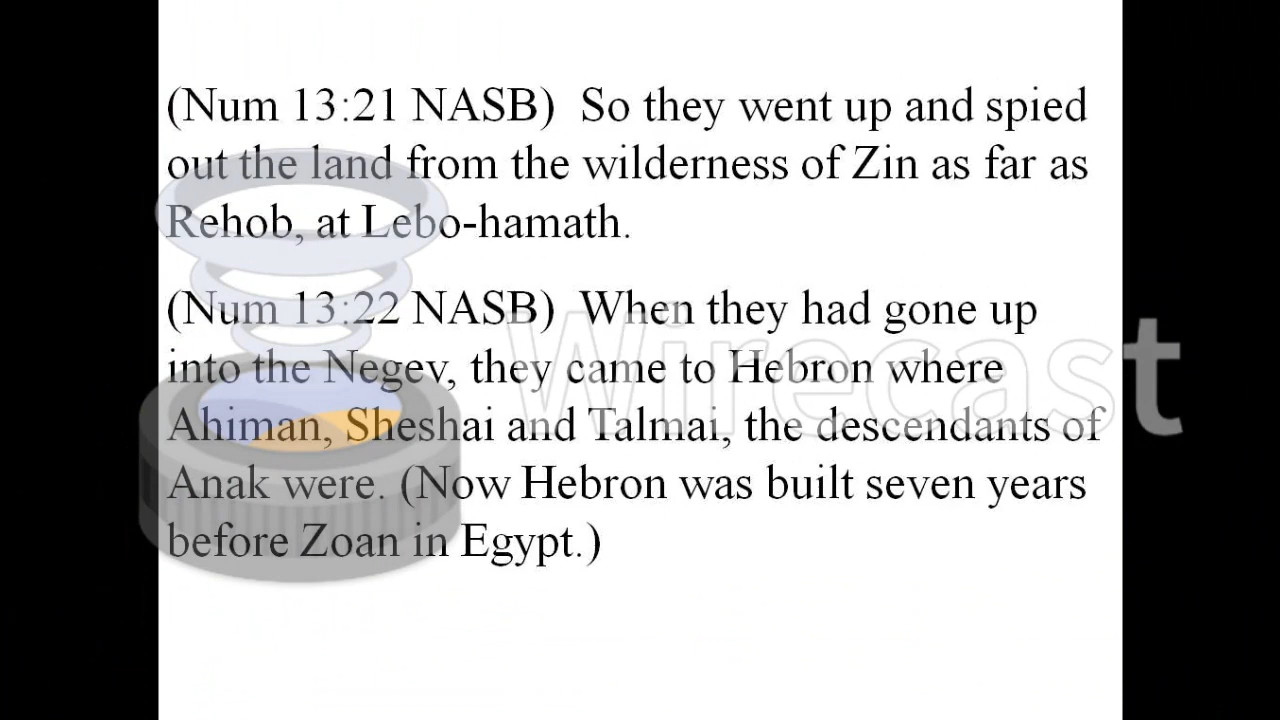 (Num 13:21 NASB)  So they went up and spied
out the land from the wilderness of Zin as far as
Rehob, at Lebo-hamath.
(Num 13:22 NASB)  When they had gone up
into the Negev, they came to Hebron where
Ahiman, Sheshai and Talmai, the descendants of
Anak were. (Now Hebron was built seven years
before Zoan in Egypt.)
Wirecast